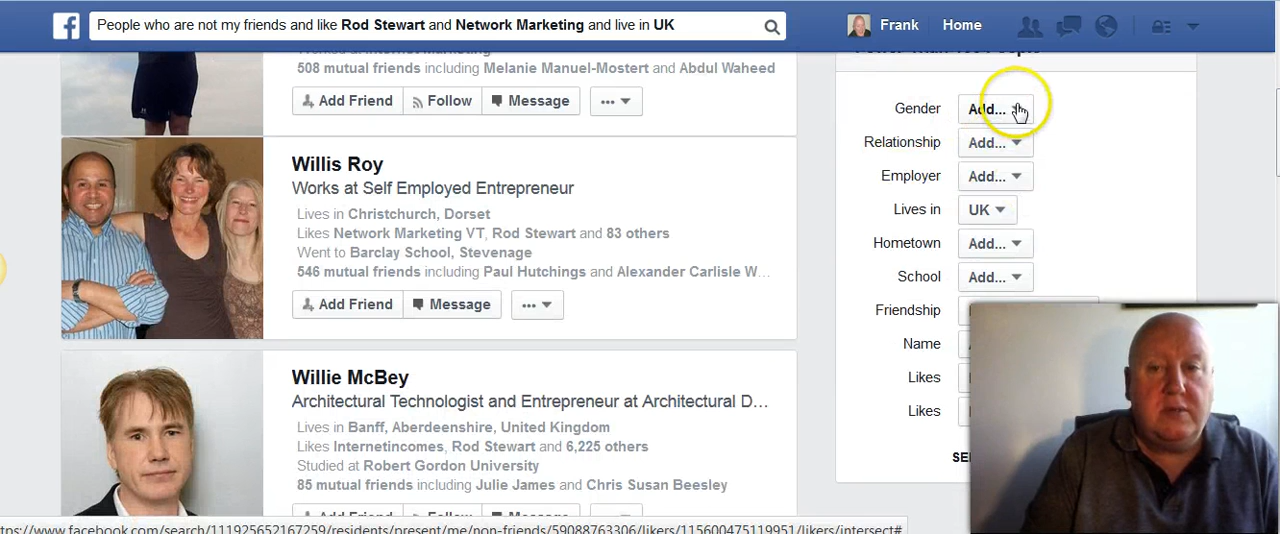 People who are not my friends and like Rod Stewart and Network Marketing and live in UK
Frank
Home
508 mutual friends including Melanie Manuel-Mostert and Abdul Waheed
Add Friend
Follow
Message
Willis Roy
Works at Self Employed Entrepreneur
Lives in Christchurch, Dorset
Likes Network Marketing VT, Rod Stewart and 83 others
Went to Barclay School, Stevenage
546 mutual friends including Paul Hutchings and Alexander Carlisle W...
Add Friend
Message
Willie McBey
Architectural Technologist and Entrepreneur at Architectural D...
Lives in Banff, Aberdeenshire, United Kingdom
Likes Internetincomes, Rod Stewart and 6,225 others
Studied at Robert Gordon University
85 mutual friends including Julie James and Chris Susan Beesley
Gender Add...
Relationship Add...
Employer Add...
Lives in UK
Hometown Add...
School Add...
Friendship
Name
Likes
Likes
tps://www.facebook.com/search/111925652167259/residents/present/me/non-friends/59088763306/likers/115600475119951/likers/intersect#